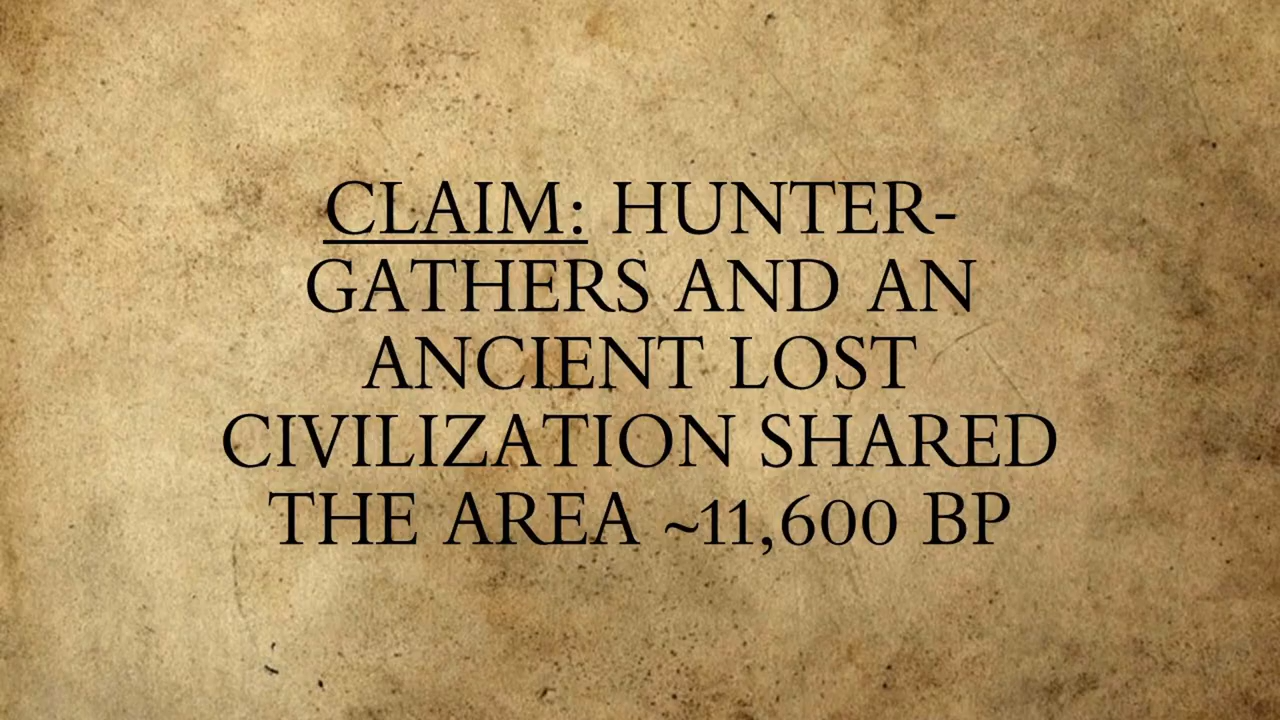 CLAIM: HUNTER-
GATHERS AND AN
ANCIENT LOST
CIVILIZATION SHARED
THE AREA ~11,600 BP